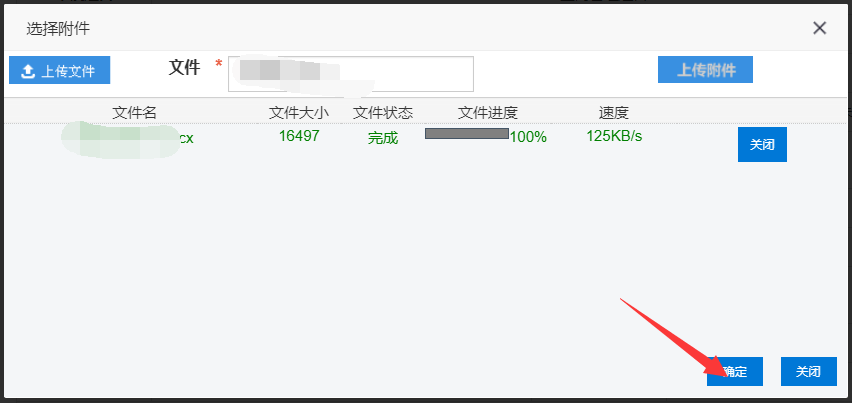 选择附件
上传文件 文件 * 上传附件
文件名 文件大小 文件状态 文件进度 速度
cx 16497 完成 100% 125KB/s 关闭
确定 关闭